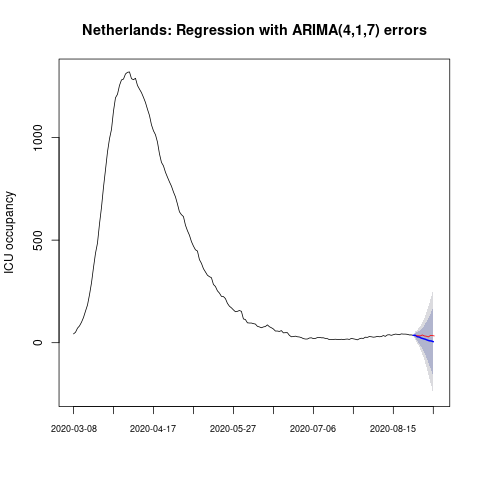 Netherlands: Regression with ARIMA(4,1,7) errors
ICU occupancy
1000
500
0
2020-03-08 2020-04-17 2020-05-27 2020-07-06 2020-08-15